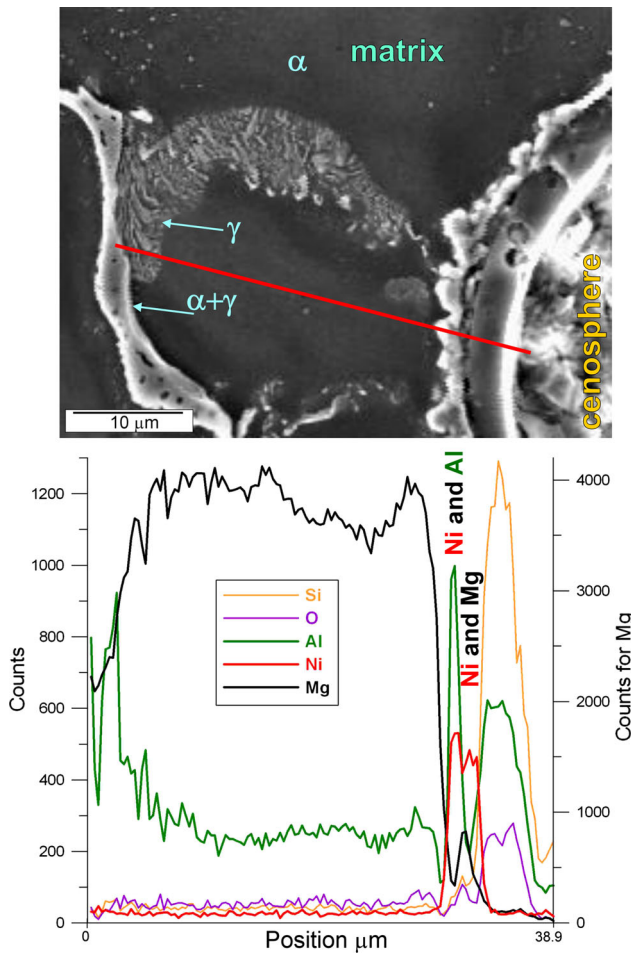 α
matrix
γ
α+γ
cenosphere
10 μm
Ni and Al
Ni and Mg
1200
1000
800
600
400
200
0
Counts
Si
O
Al
Ni
Mg
4000
3000
2000
1000
0
Counts for Mg
0
Position μm
38.9